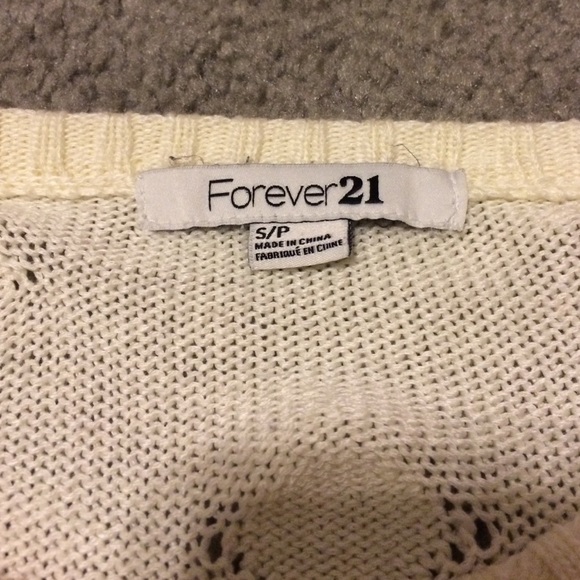 Forever21
S/P
MADE IN CHINA
FABRIQUÉ EN CHINE